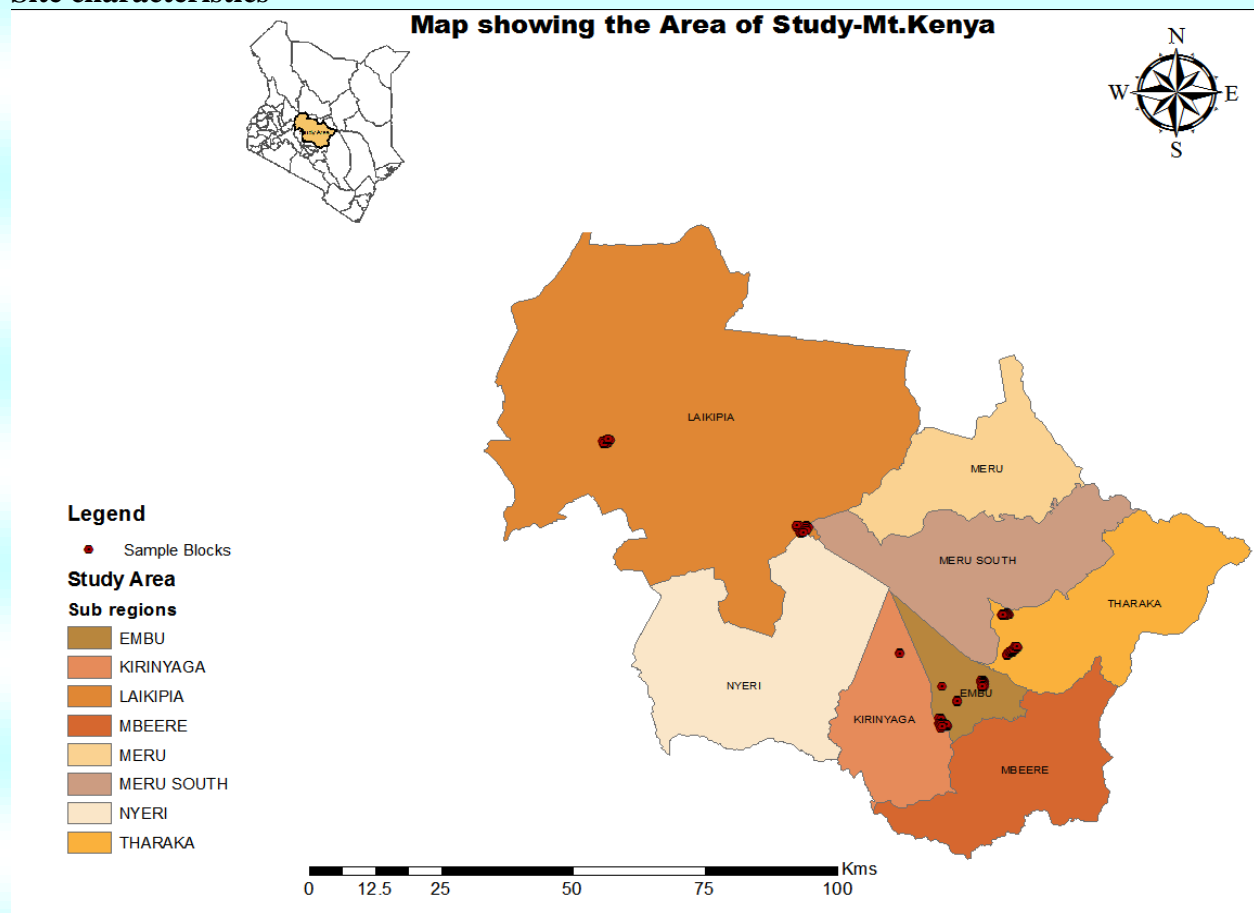 Site characteristics
Map showing the Area of Study-Mt.Kenya
N
W
E
S
LAIKIPIA
MERU
MERU SOUTH
THARAKA
NYERI
EMBU
KIRINYAGA
MBEERE
Legend
Sample Blocks
Study Area
Sub regions
EMBU
KIRINYAGA
LAIKIPIA
MBEERE
MERU
MERU SOUTH
NYERI
THARAKA
Kms
0 12.5 25 50 75 100